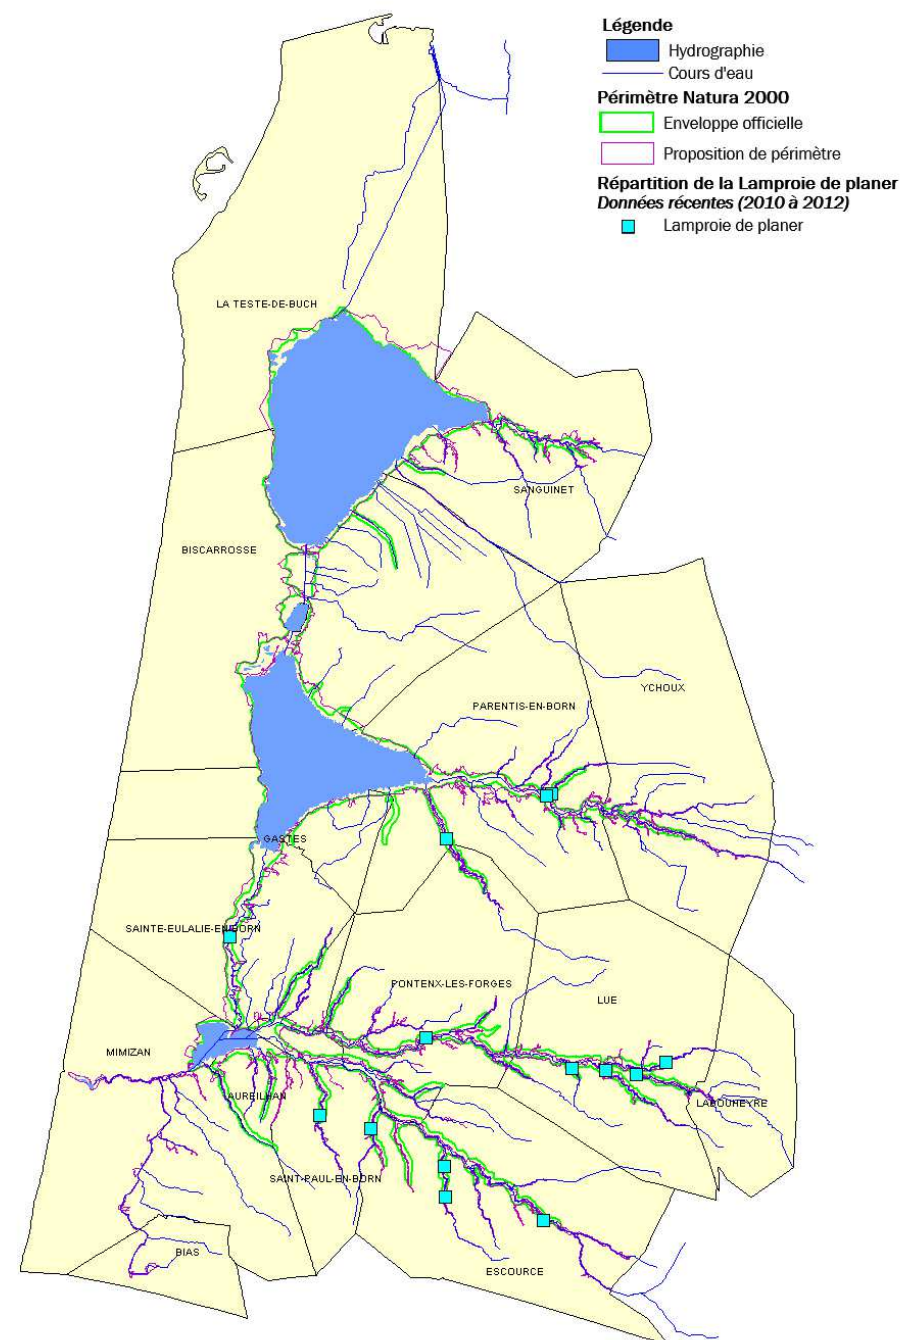 Légende
Hydrographie
Cours d'eau
Périmètre Natura 2000
Enveloppe officielle
Proposition de périmètre
Répartition de la Lamproie de planer
Données récentes (2010 à 2012)
Lamproie de planer
LA TESTE-DE-BUCH
SANGUINET
BISCARROSSE
YCHOUX
PARENTIS-EN-BORN
GASTES
SAINTE-EULALIE-EN-BORN
PONTENX-LES-FORGES
LUE
MIMIZAN
AUREILHAN
LABOUHEYRE
SAINT-PAUL-EN-BORN
BIAS
ESCOURCE